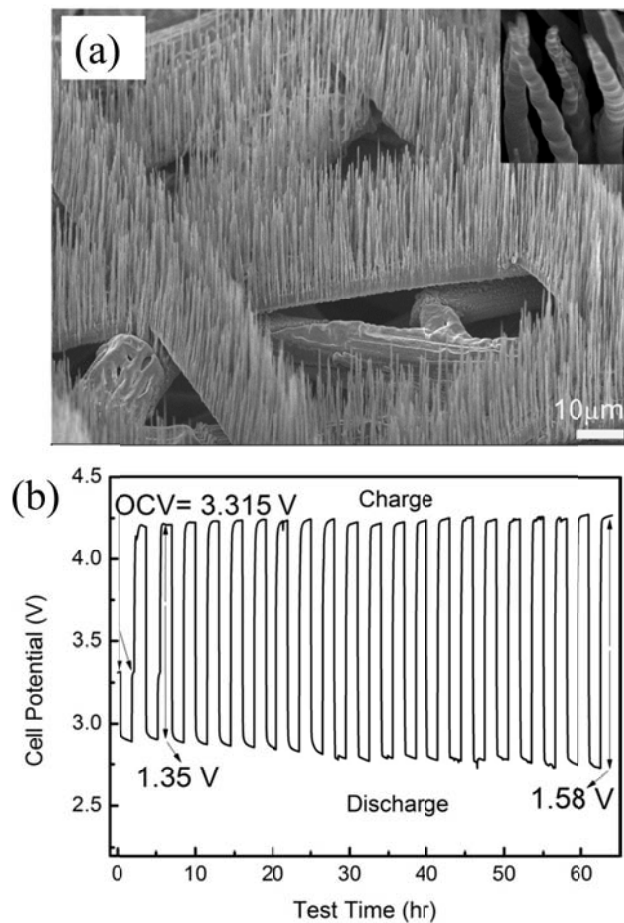 (a)
10μm
(b)
OCV= 3.315 V
Charge
4.5
4.0
3.5
3.0
2.5
Cell Potential (V)
1.35 V
1.58 V
Discharge
0 10 20 30 40 50 60
Test Time (hr)